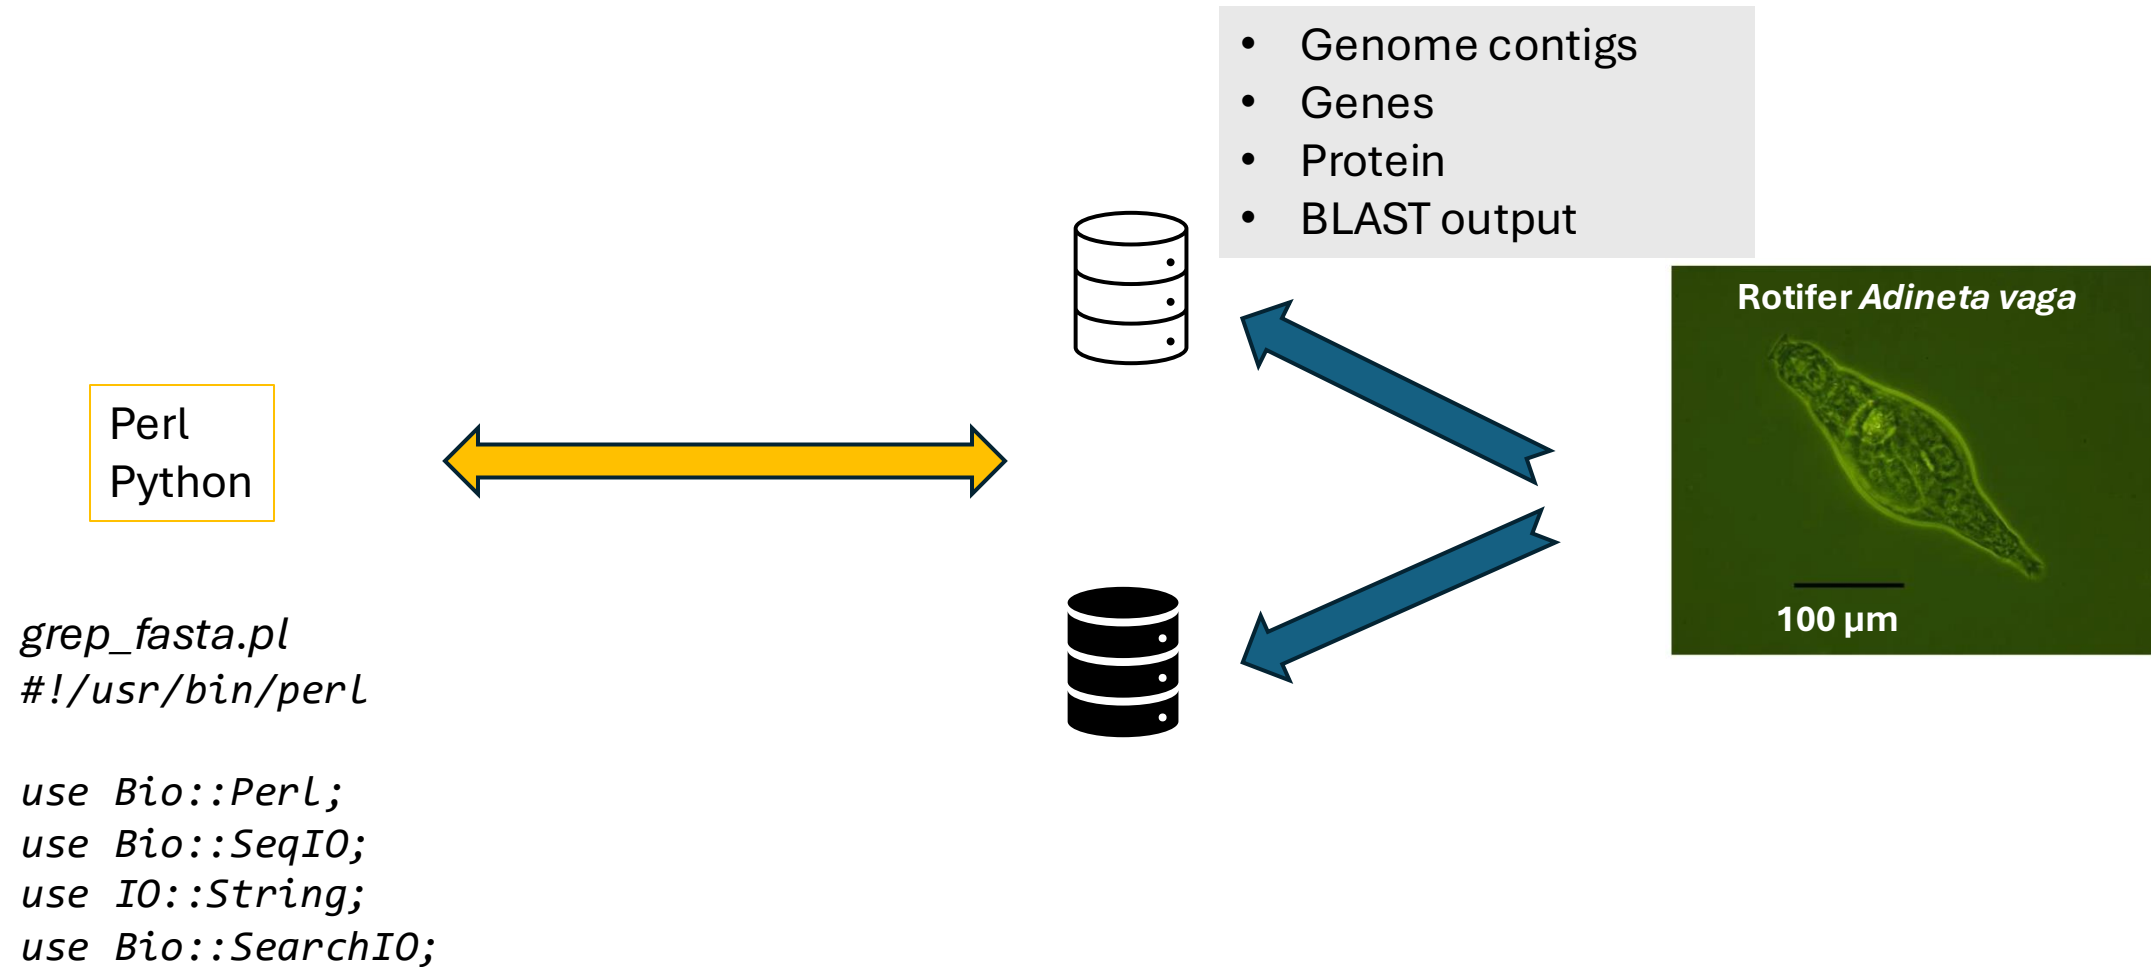 • Genome contigs
• Genes
• Protein
• BLAST output
Rotifer Adineta vaga
100 µm
Perl
Python
grep_fasta.pl
#!/usr/bin/perl
use Bio::Perl;
use Bio::SeqIO;
use IO::String;
use Bio::SearchIO;